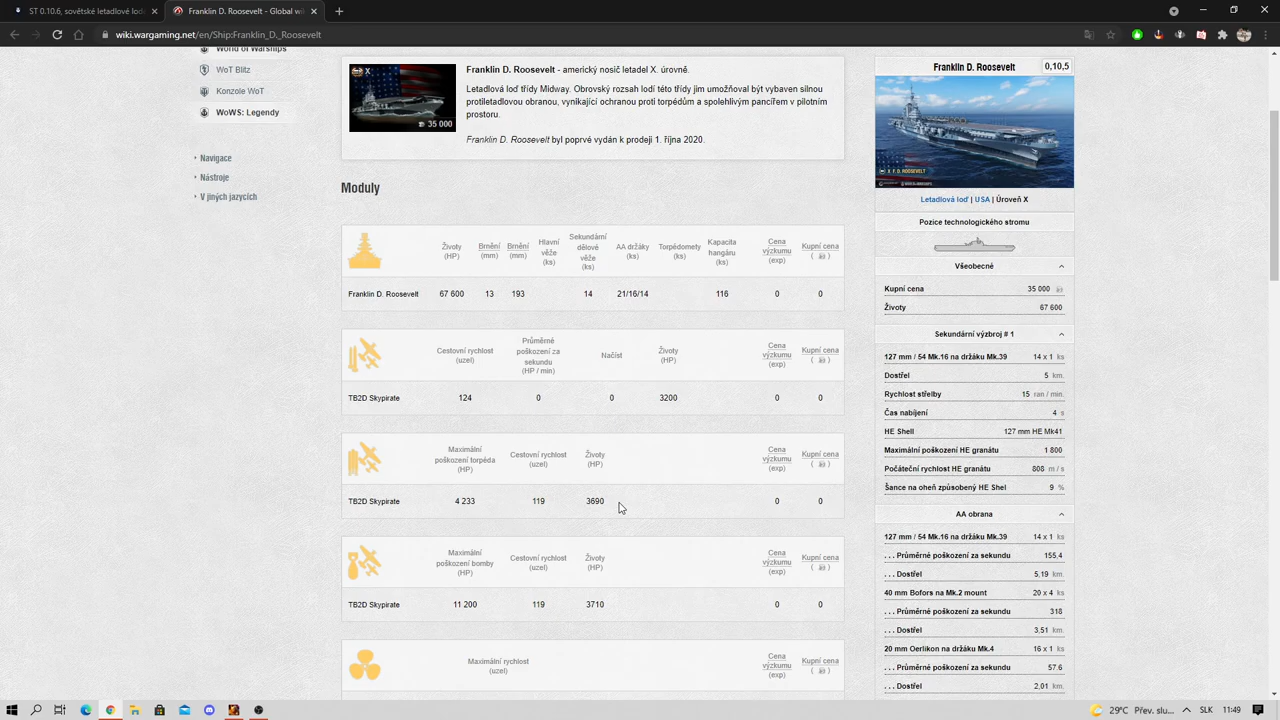 ST 0.10.6, sovětské letadlové lodi
Franklin D. Roosevelt
wiki.wargaming.net/en/Ship:Franklin_D._Roosevelt
World of Warships
WoT Blitz
Konzole WoT
WoWS: Legendy
Navigace
Nástroje
V jiných jazycích
X
35 000
Franklin D. Roosevelt - americký nosič letadel X. úrovně.
Letadlová loď třídy Midway. Obrovský rozsah lodí této třídy jim umožňoval být vybaven silnou
protiletadlovou obranou, vynikající ochranou proti torpédům a spolehlivým pancířem v pilotním
prostoru.
Franklin D. Roosevelt byl poprvé vydán k prodeji 1. října 2020.
Moduly
Životy
(HP)
Brnění
(mm)
Brnění
(mm)
Hlavní
věže
(ks)
Sekundární
dělové
věže
(ks)
AA držáky
(ks)
Torpédomety
(ks)
Kapacita
hangáru
(ks)
Cena
výzkumu
(exp)
Kupní cena
( )
Franklin D. Roosevelt 67 600 13 193 14 21/16/14 116 0 0
Cestovní rychlost
(uzel)
Průměrné
poškození za
sekundu
(HP / min)
Načíst
Životy
(HP)
Cena
výzkumu
(exp)
Kupní cena
( )
TB2D Skypirate 124 0 0 3200 0 0
Maximální
poškození torpéda
(HP)
Cestovní rychlost
(uzel)
Životy
(HP)
Cena
výzkumu
(exp)
Kupní cena
( )
TB2D Skypirate 4 233 119 3690 0 0
Maximální
poškození bomby
(HP)
Cestovní rychlost
(uzel)
Životy
(HP)
Cena
výzkumu
(exp)
Kupní cena
( )
TB2D Skypirate 11 200 119 3710 0 0
Maximální rychlost
(uzel)
Cena
výzkumu
(exp)
Kupní cena
( )
Franklin D. Roosevelt 0,10,5
X F. D. ROOSEVELT
Letadlová loď | USA | Úroveň X
Pozice technologického stromu
Všeobecné
Kupní cena 35 000
Životy 67 600
Sekundární výzbroj # 1
127 mm / 54 Mk.16 na držáku Mk.39 14 x 1 ks
Dostřel 5 km.
Rychlost střelby 15 ran / min.
Čas nabíjení 4 s
HE Shell 127 mm HE Mk41
Maximální poškození HE granátu 1 800
Počáteční rychlost HE granátu 808 m / s
Šance na oheň způsobený HE Shel 9 %
AA obrana
127 mm / 54 Mk.16 na držáku Mk.39 14 x 1 ks
. . . Průměrné poškození za sekundu 155,4
. . . Dostřel 5,19 km.
40 mm Bofors na Mk.2 mount 20 x 4 ks
. . . Průměrné poškození za sekundu 318
. . . Dostřel 3,51 km.
20 mm Oerlikon na držáku Mk.4 16 x 1 ks
. . . Průměrné poškození za sekundu 57.6
. . . Dostřel 2,01 km.
29°C Přev. slu... SLK 11:49